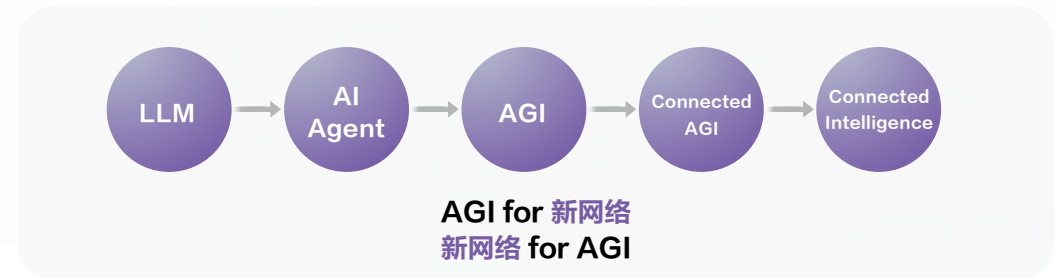 LLM
AI
Agent
AGI
Connected
AGI
Connected
Intelligence
AGI for 新网络
新网络 for AGI